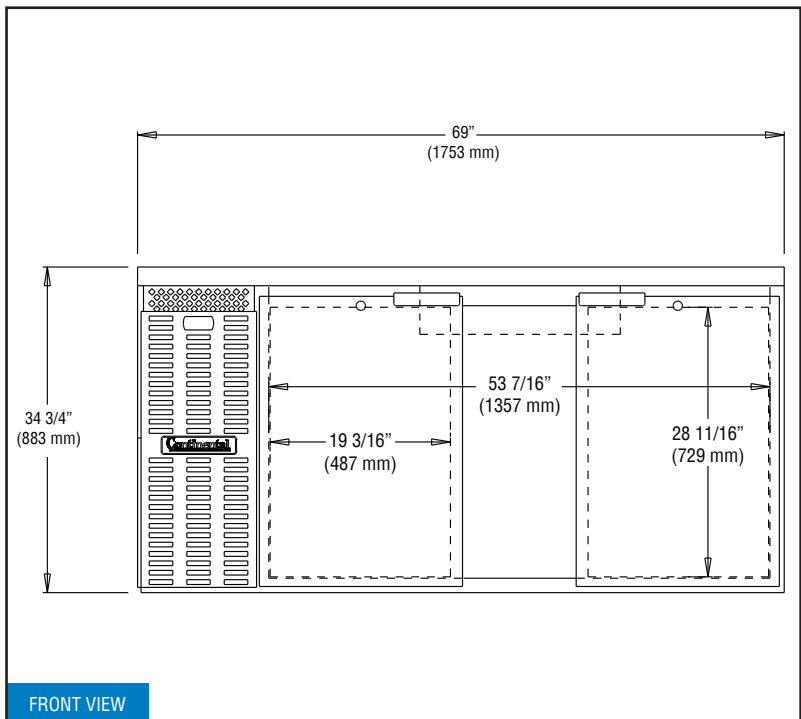 69”
(1753 mm)
34 3/4”
(883 mm)
53 7/16”
(1357 mm)
19 3/16”
(487 mm)
28 11/16”
(729 mm)
Continental
FRONT VIEW